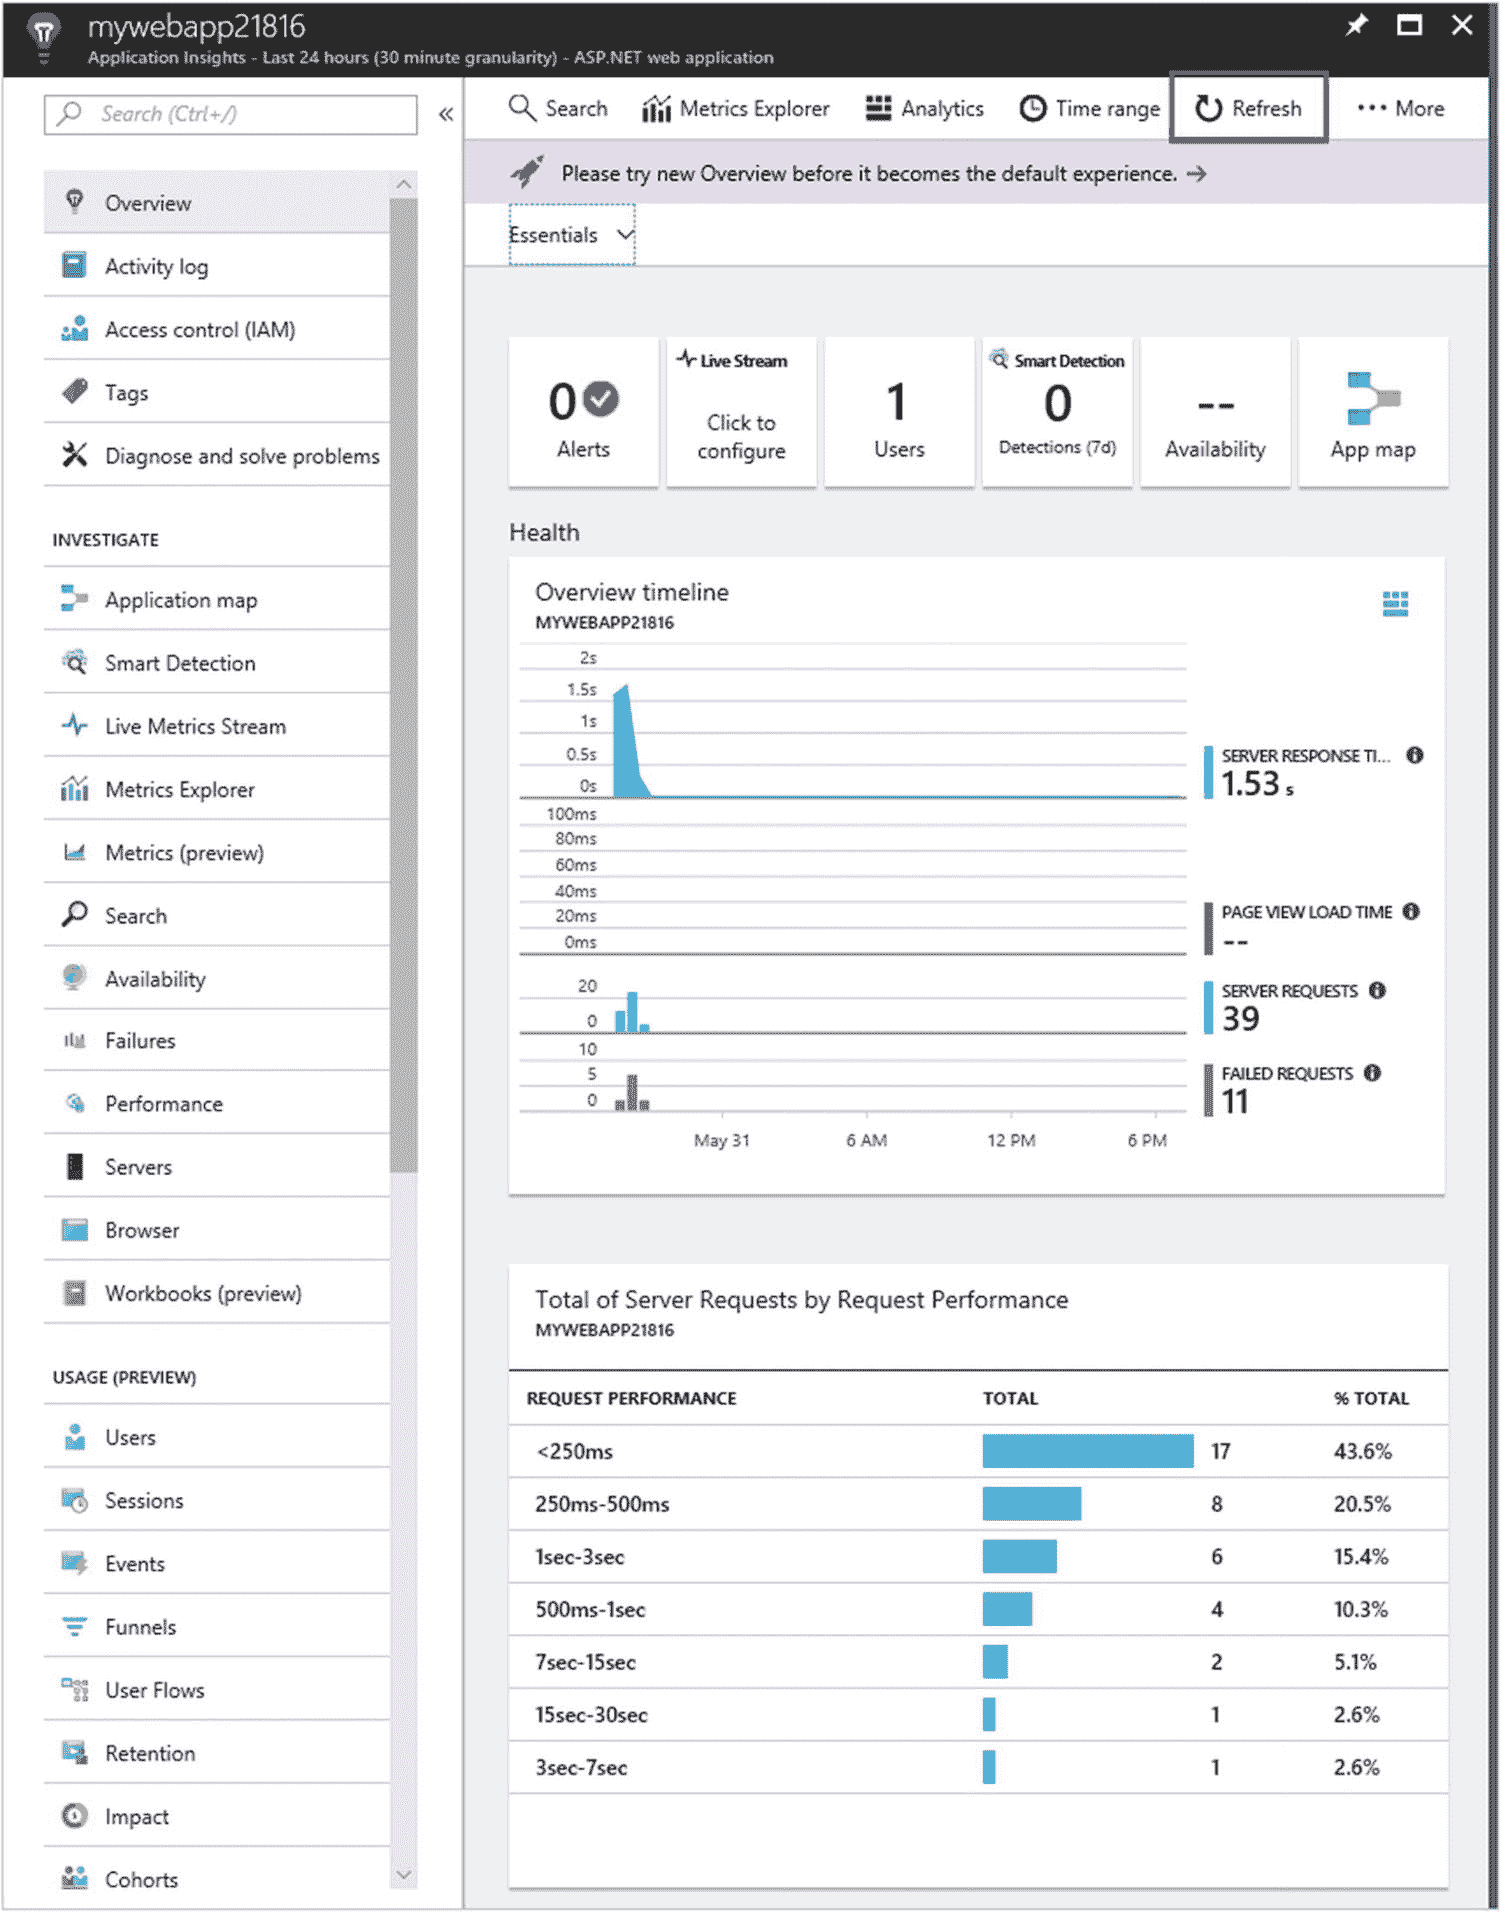 mywebapp21816
Application Insights - Last 24 hours (30 minute granularity) - ASP.NET web application
Search (Ctrl+/)
«
Overview
Activity log
Access control (IAM)
Tags
Diagnose and solve problems
INVESTIGATE
Application map
Smart Detection
Live Metrics Stream
Metrics Explorer
Metrics (preview)
Search
Availability
Failures
Performance
Servers
Browser
Workbooks (preview)
USAGE (PREVIEW)
Users
Sessions
Events
Funnels
User Flows
Retention
Impact
Cohorts
Search Metrics Explorer Analytics Time range Refresh ··· More
Please try new Overview before it becomes the default experience. →
Essentials
0
Alerts
Live Stream
Click to
configure
1
Users
Smart Detection
0
Detections (7d)
--
Availability
App map
Health
Overview timeline
MYWEBAPP21816
2s
1.5s
1s
0.5s
0s
SERVER RESPONSE TI...
1.53 s
100ms
80ms
60ms
40ms
20ms
0ms
PAGE VIEW LOAD TIME
--
20
0
SERVER REQUESTS
39
10
5
0
FAILED REQUESTS
11
May 31 6 AM 12 PM 6 PM
Total of Server Requests by Request Performance
MYWEBAPP21816
REQUEST PERFORMANCE TOTAL % TOTAL
<250ms 17 43.6%
250ms-500ms 8 20.5%
1sec-3sec 6 15.4%
500ms-1sec 4 10.3%
7sec-15sec 2 5.1%
15sec-30sec 1 2.6%
3sec-7sec 1 2.6%